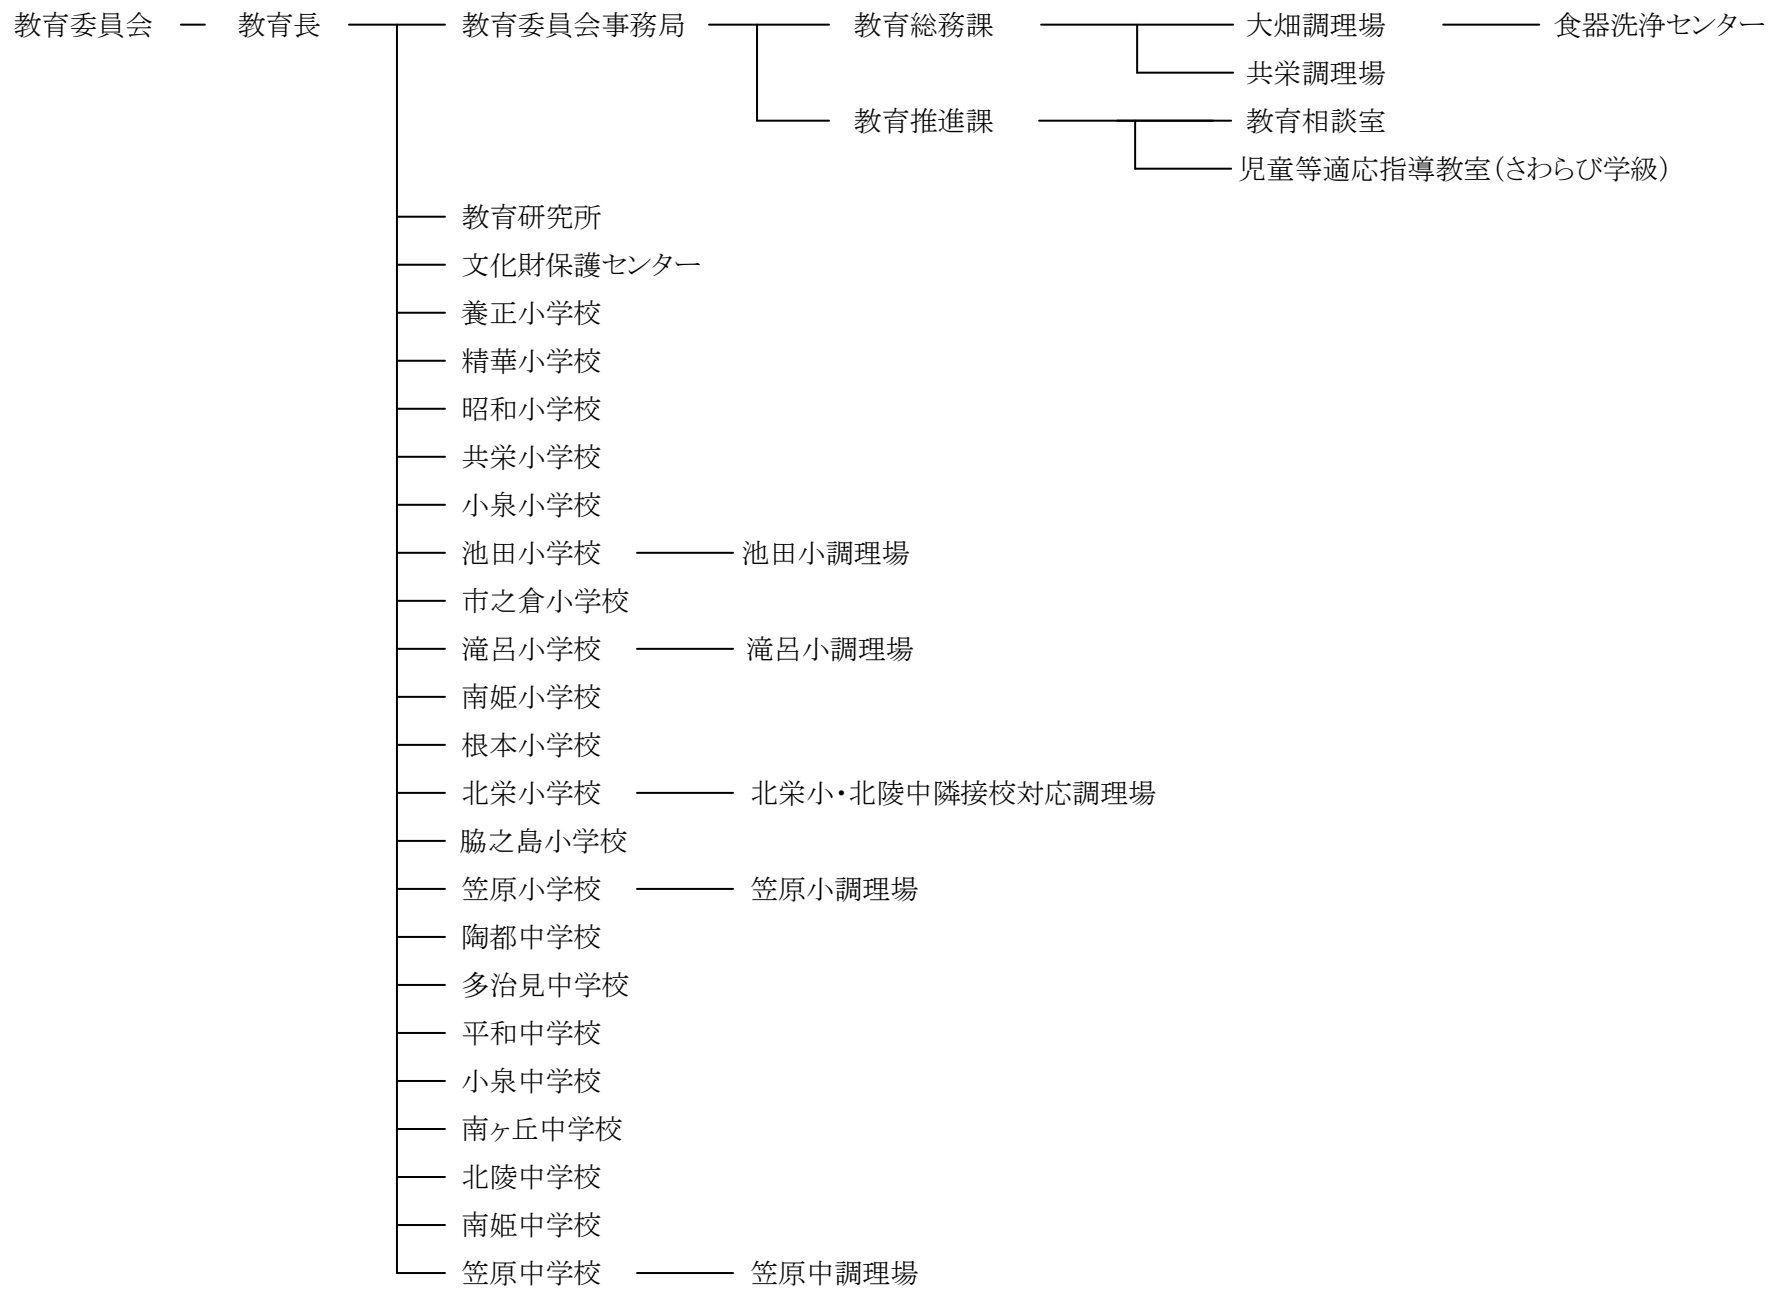 教育委員会 教育長 教育委員会事務局 教育総務課 大畑調理場 食器洗浄センター
共栄調理場
教育推進課 教育相談室
児童等適応指導教室(さわらび学級)
教育研究所
文化財保護センター
養正小学校
精華小学校
昭和小学校
共栄小学校
小泉小学校
池田小学校 池田小調理場
市之倉小学校
滝呂小学校 滝呂小調理場
南姫小学校
根本小学校
北栄小学校 北栄小・北陵中隣接校対応調理場
脇之島小学校
笠原小学校 笠原小調理場
陶都中学校
多治見中学校
平和中学校
小泉中学校
南ヶ丘中学校
北陵中学校
南姫中学校
笠原中学校 笠原中調理場